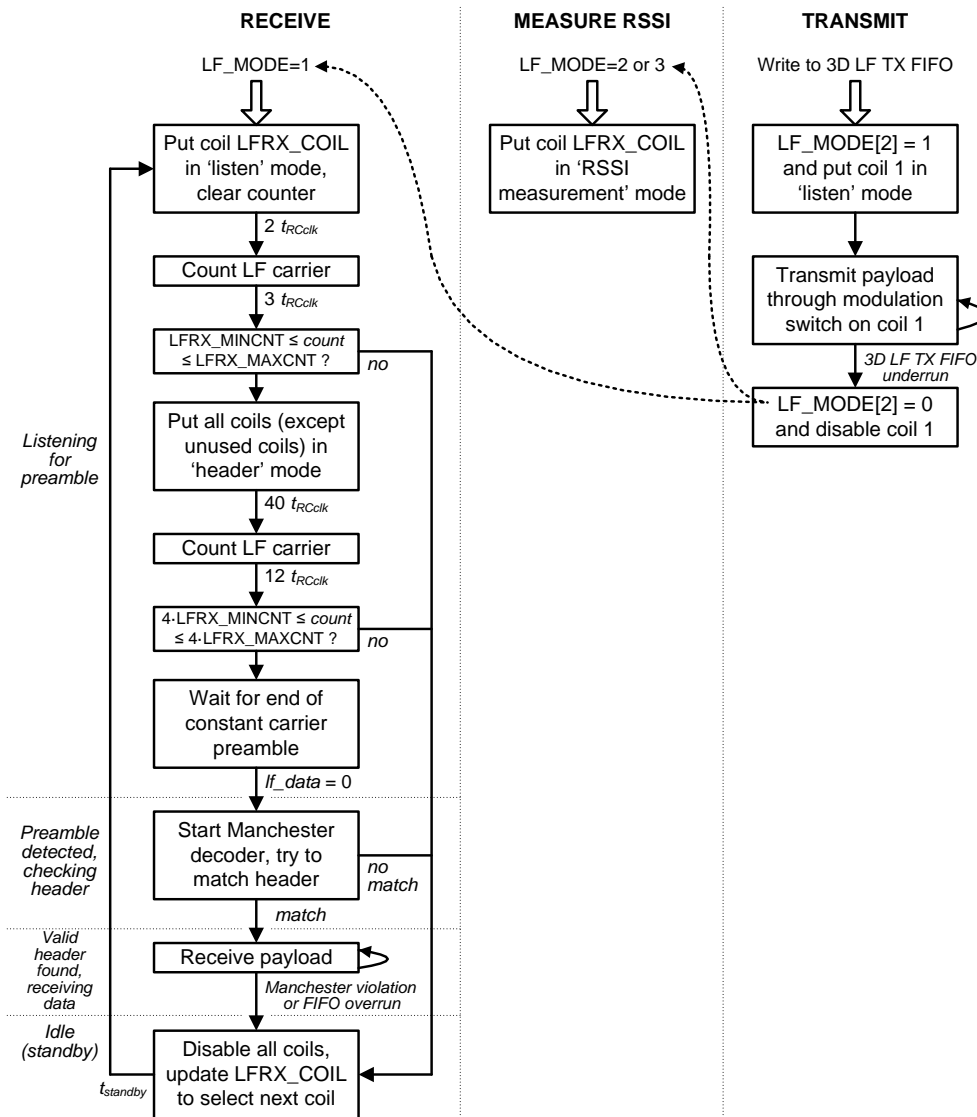 RECEIVE
LF_MODE=1
Put coil LFRX_COIL
in ‘listen’ mode,
clear counter
2 tRCclk
Count LF carrier
3 tRCclk
LFRX_MINCNT ≤ count
≤ LFRX_MAXCNT ?
no
Put all coils (except
unused coils) in
‘header’ mode
Listening
for
preamble
40 tRCclk
Count LF carrier
12 tRCclk
4·LFRX_MINCNT ≤ count
≤ 4·LFRX_MAXCNT ?
no
Wait for end of
constant carrier
preamble
lf_data = 0
Preamble
detected,
checking
header
Start Manchester
decoder, try to
match header
no
match
match
Valid
header
found,
receiving
data
Receive payload
Manchester violation
or FIFO overrun
Idle
(standby)
Disable all coils,
update LFRX_COIL
to select next coil
tstandby
MEASURE RSSI
LF_MODE=2 or 3
Put coil LFRX_COIL
in ‘RSSI
measurement’ mode
TRANSMIT
Write to 3D LF TX FIFO
LF_MODE[2] = 1
and put coil 1 in
‘listen’ mode
Transmit payload
through modulation
switch on coil 1
3D LF TX FIFO
underrun
LF_MODE[2] = 0
and disable coil 1